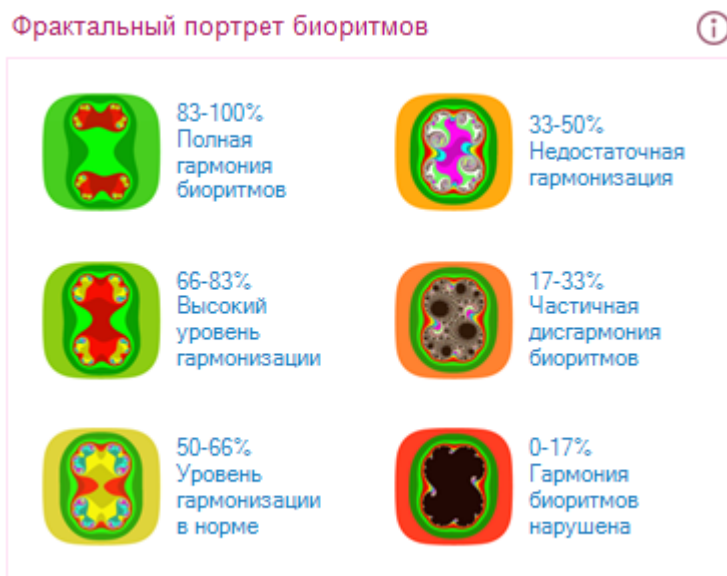 Фрактальный портрет биоритмов
83-100%
Полная
гармония
биоритмов
66-83%
Высокий
уровень
гармонизации
50-66%
Уровень
гармонизации
в норме
33-50%
Недостаточная
гармонизация
17-33%
Частичная
дисгармония
биоритмов
0-17%
Гармония
биоритмов
нарушена